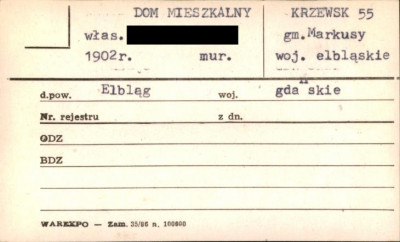 DOM MIESZKALNY KRZEWSK 55
włas. gm.Markusy
1902r. mur. woj. elbląskie
d.pow. Elbląg woj. gda skie
Nr. rejestru z dn.
GDZ
BDZ
WAREXPO — Zam. 35/86 n. 100000